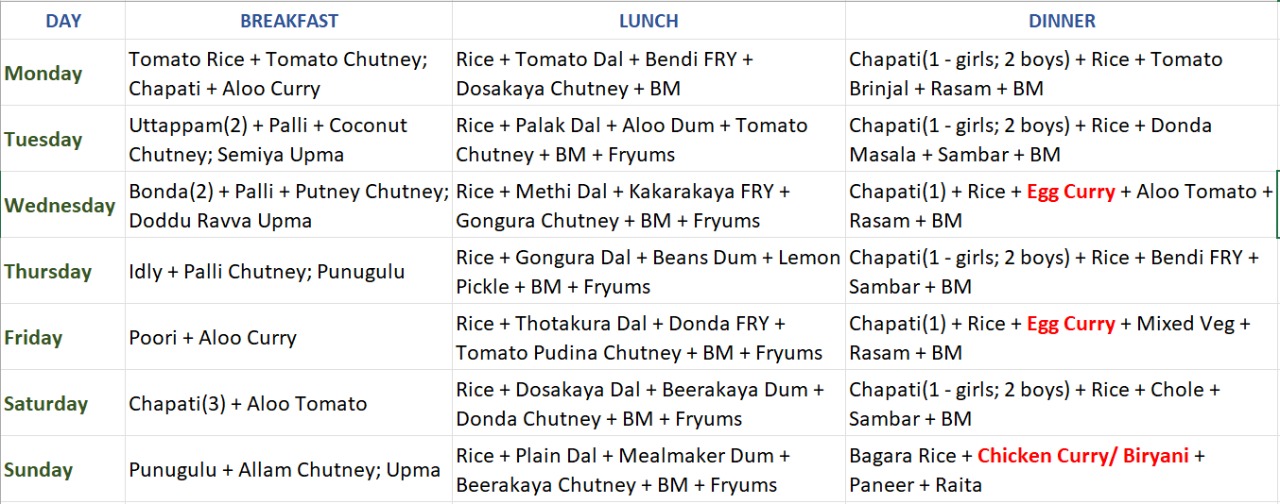 DAY BREAKFAST LUNCH DINNER
Monday
Tomato Rice + Tomato Chutney;
Chapati + Aloo Curry
Rice + Tomato Dal + Bendi FRY +
Dosakaya Chutney + BM
Chapati(1 - girls; 2 boys) + Rice + Tomato
Brinjal + Rasam + BM
Tuesday
Uttappam(2) + Palli + Coconut
Chutney; Semiya Upma
Rice + Palak Dal + Aloo Dum + Tomato
Chutney + BM + Fryums
Chapati(1 - girls; 2 boys) + Rice + Donda
Masala + Sambar + BM
Wednesday
Bonda(2) + Palli + Putney Chutney;
Doddu Ravva Upma
Rice + Methi Dal + Kakarakaya FRY +
Gongura Chutney + BM + Fryums
Chapati(1) + Rice + Egg Curry + Aloo Tomato +
Rasam + BM
Thursday
Idly + Palli Chutney; Punugulu
Rice + Gongura Dal + Beans Dum + Lemon
Pickle + BM + Fryums
Chapati(1 - girls; 2 boys) + Rice + Bendi FRY +
Sambar + BM
Friday
Poori + Aloo Curry
Rice + Thotakura Dal + Donda FRY +
Tomato Pudina Chutney + BM + Fryums
Chapati(1) + Rice + Egg Curry + Mixed Veg +
Rasam + BM
Saturday
Chapati(3) + Aloo Tomato
Rice + Dosakaya Dal + Beerakaya Dum +
Donda Chutney + BM + Fryums
Chapati(1 - girls; 2 boys) + Rice + Chole +
Sambar + BM
Sunday
Punugulu + Allam Chutney; Upma
Rice + Plain Dal + Mealmaker Dum +
Beerakaya Chutney + BM + Fryums
Bagara Rice + Chicken Curry/ Biryani +
Paneer + Raita